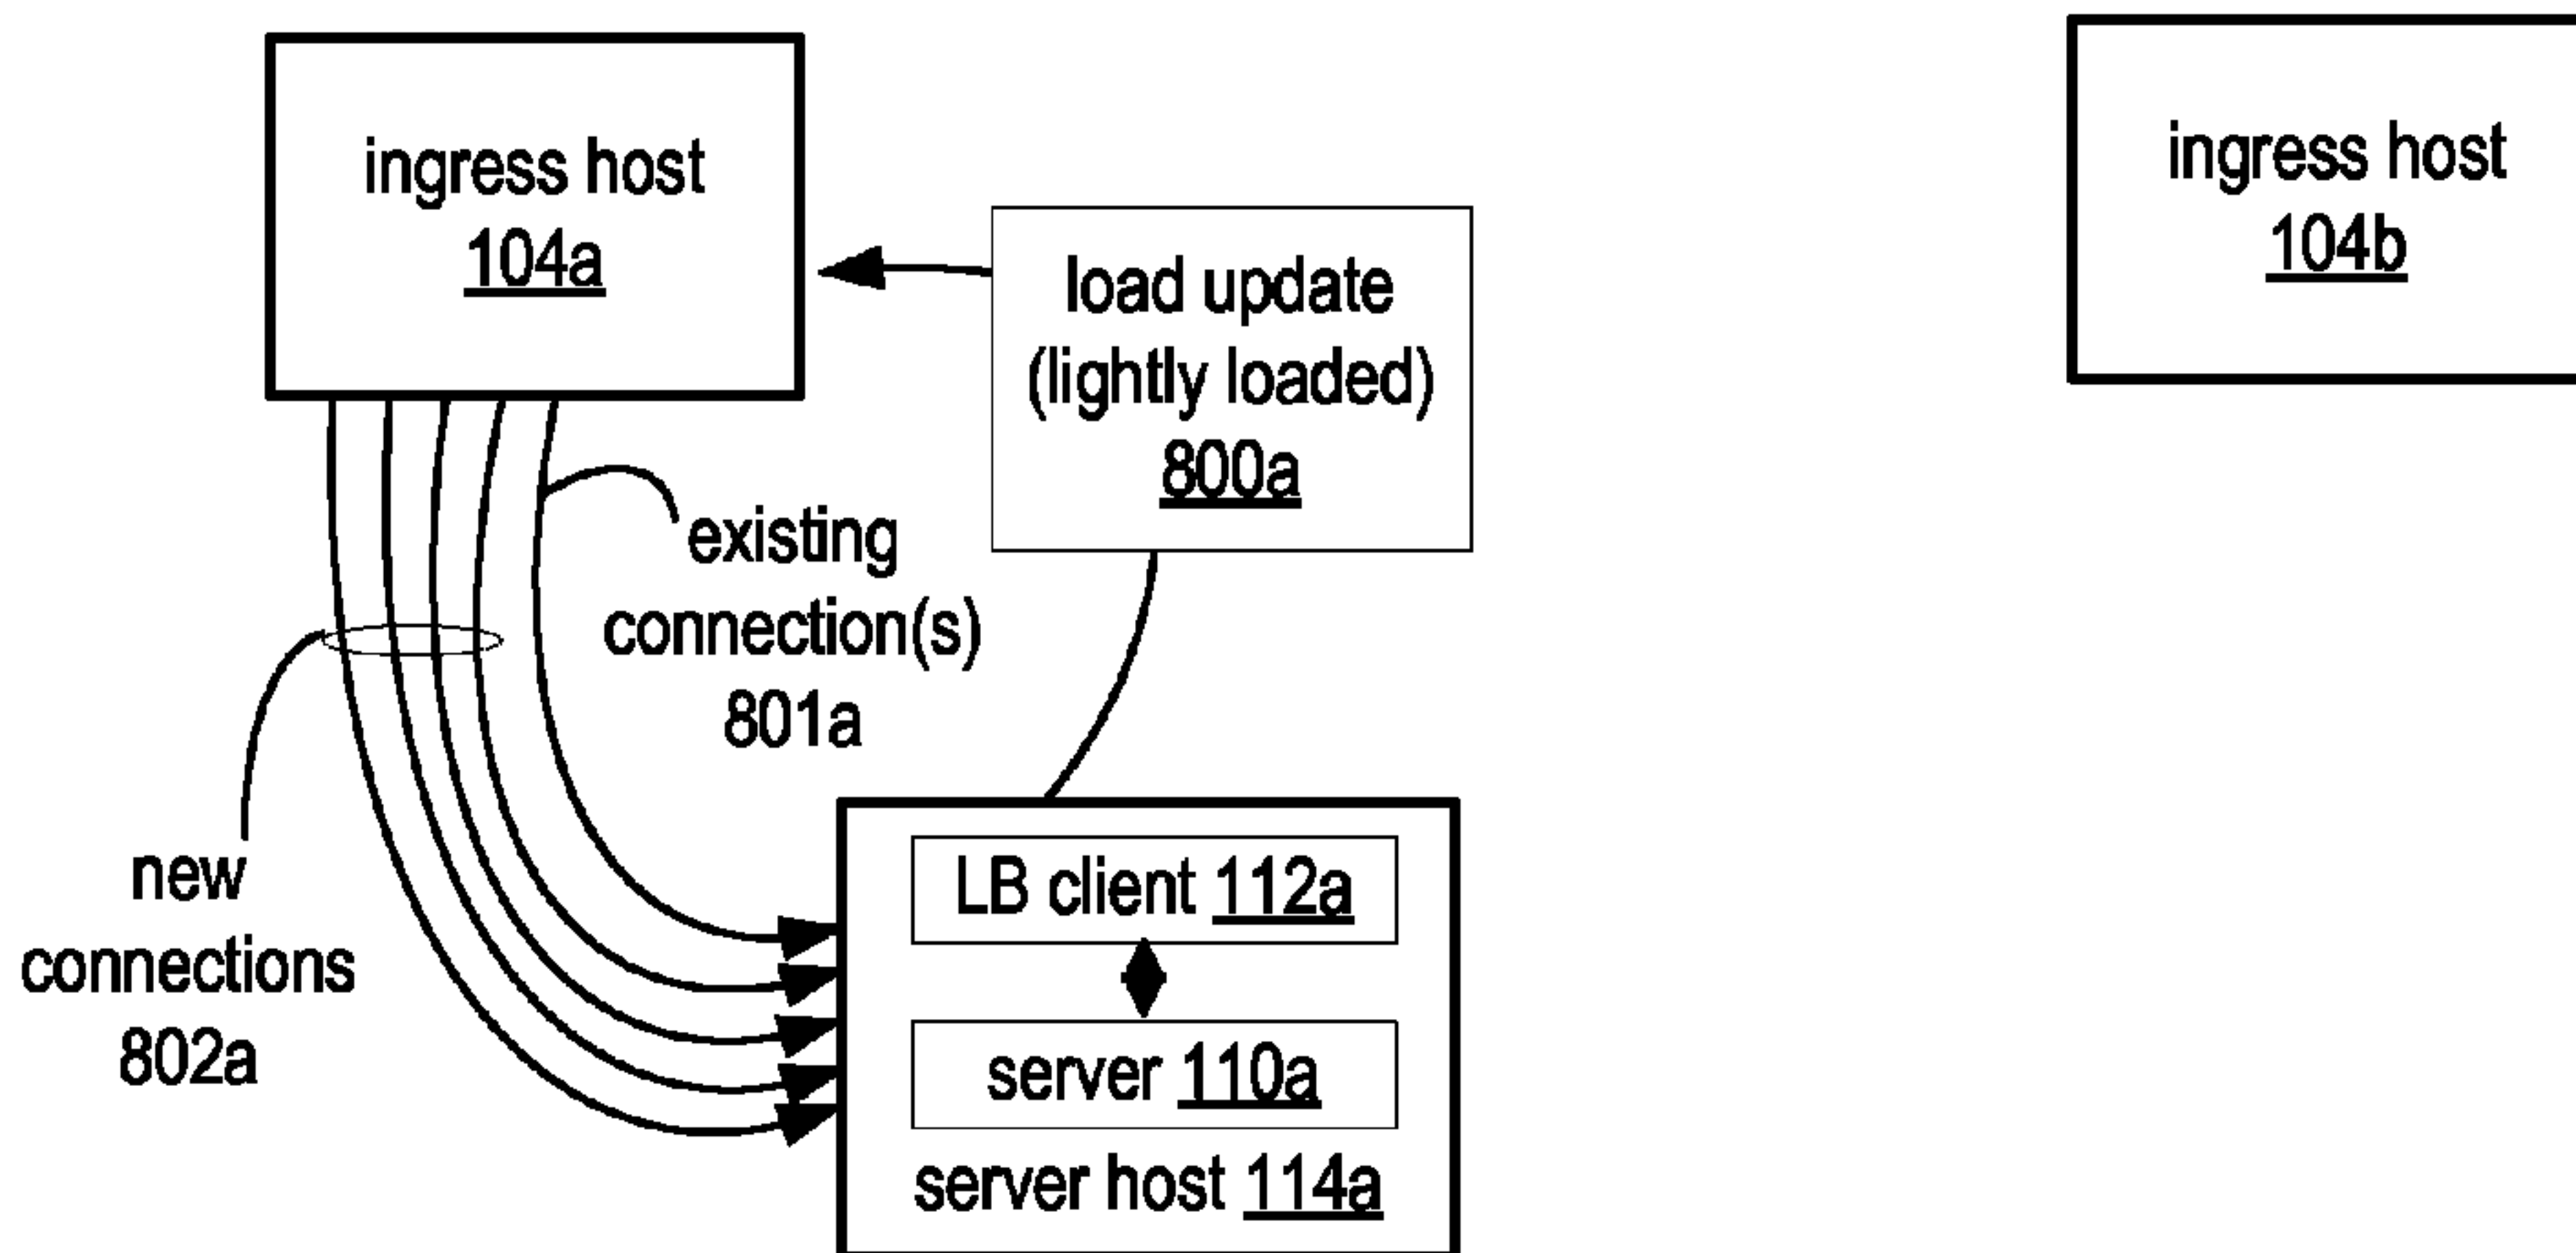 ingress host
104a
ingress host
104b
load update
(lightly loaded)
800a
existing
connection(s)
801a
new
connections
802a
LB client 112a
server 110a
server host 114a